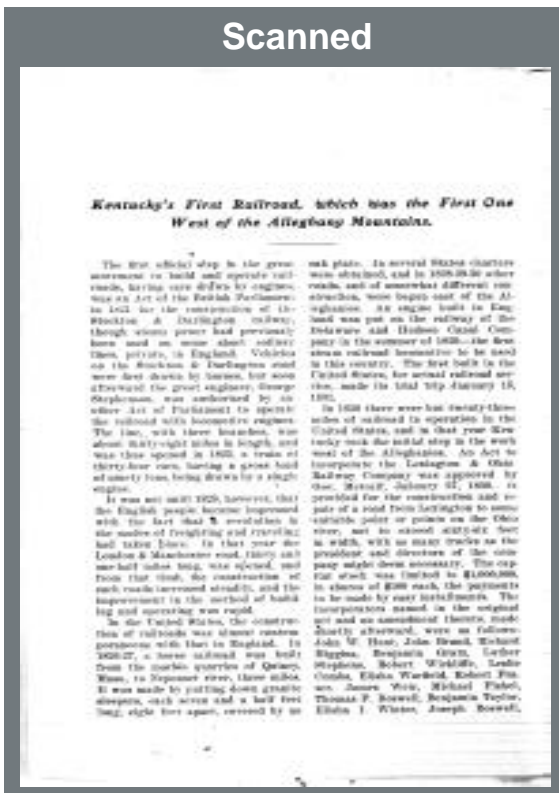 Scanned
Kentucky's First Railroad, which was the First One
West of the Alleghany Mountains.
The first official step in the great
movement to build and operate rail-
roads, having cars drawn by engines,
was an Act of the British Parliament
in for the construction of the
Stockton & Darlington railway,
though steam power had previously
been used on some short
lines, private, in England. Vehicles
on the Stockton & Darlington road
were first drawn by horses, but soon
afterward the great engineer, George
Stephenson, was authorized by an-
other Act of Parliament to operate
the railroad with locomotive engines.
The line, with three branches, was
about thirty-eight miles in length, and
was thus opened in 1825, a train of
thirty-four cars, having a gross load
of ninety tons, being drawn by a single
engine.
It was not until 1829, however, that
the English people became impressed
with the fact that a revolution in
the modes of freighting and traveling
had taken place. In that year the
London & Manchester road, thirty and
one-half miles long, was opened, and
from that time, the construction of
such roads increased steadily, and the
improvement in the method of build-
ing and operating was rapid.
In the United States, the construc-
tion of railroads was almost contem-
poraneous with that in England. In
1826-27, a horse railroad was built
from the marble quarries of Quincy,
Mass., to Neponset river, three miles.
It was made by putting down granite
sleepers, each seven and a half feet
long, eight feet apart, covered by an
oak plate. In several States charters
were obtained, and in other
roads, and of somewhat different con-
struction, were begun east of the Al-
leghanies. An engine built in Eng-
land was put on the railway of the
Delaware and Hudson Canal Com-
pany in the summer of the first
steam railroad locomotive to be used
in this country. The first built in the
United States, for actual railroad ser-
vice, made its trip January 15,
1831.
In 1830 there were but twenty-three
miles of railroad in operation in the
United States, and in that year Ken-
tucky took the initial step in the work
west of the Alleghanies. An Act to
incorporate the Lexington & Ohio
Railway Company was approved by
Gov. Metcalf, January 27, 1830. It
provided for the construction and re-
pair of a road from Lexington to some
suitable point or points on the Ohio
river, not to exceed sixty-six feet
in width, with as many tracks as the
president and directors of the com-
pany might deem necessary. The cap-
ital stock was limited to $1,000,000,
in shares of $100 each, the payments
to be made by easy installments. The
incorporators named in the original
act and an amendment thereto, made
shortly afterward, were as follows:
John W. Hunt, John Brand, Richard
Higgins, Benjamin Gratz, Luther
Stephens, Robert Wickliffe, Leslie
Combs, Elisha Warfield, Robert
James Weir, Michael Fishel,
Thomas E. Boswell, Benjamin Taylor,
Elisha I. Winter, Joseph Boswell,